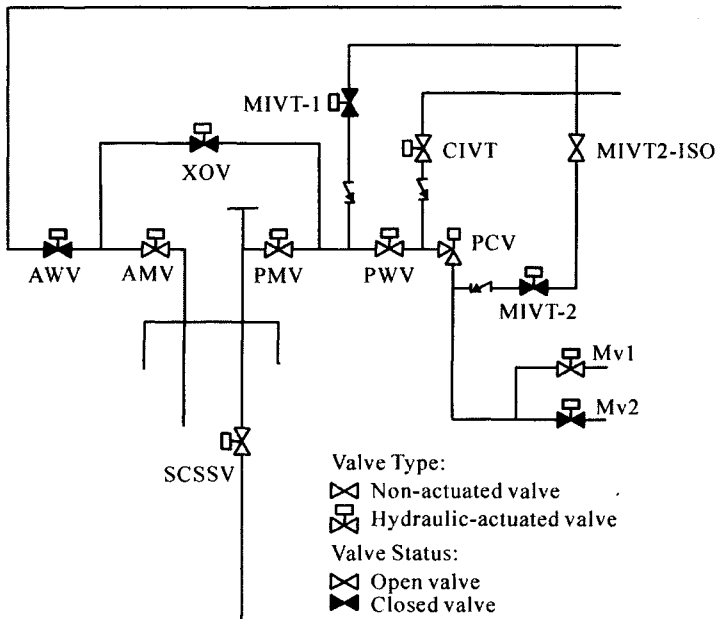 MIVT-1
XOV
CIVT
MIVT2-ISO
AWV
AMV
PMV
PWV
PCV
MIVT-2
Mv1
Mv2
SCSSV
Valve Type:
Non-actuated valve
Hydraulic-actuated valve
Valve Status:
Open valve
Closed valve